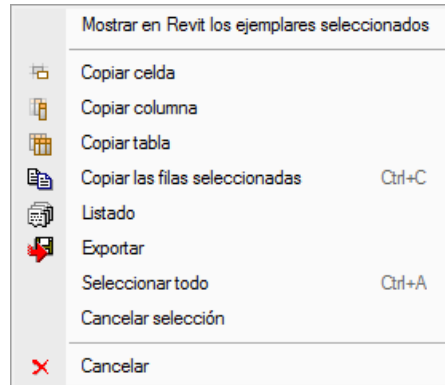 Mostrar en Revit los ejemplares seleccionados
Copiar celda
Copiar columna
Copiar tabla
Copiar las filas seleccionadas Ctrl+C
Listado
Exportar
Seleccionar todo Ctrl+A
Cancelar selección
Cancelar